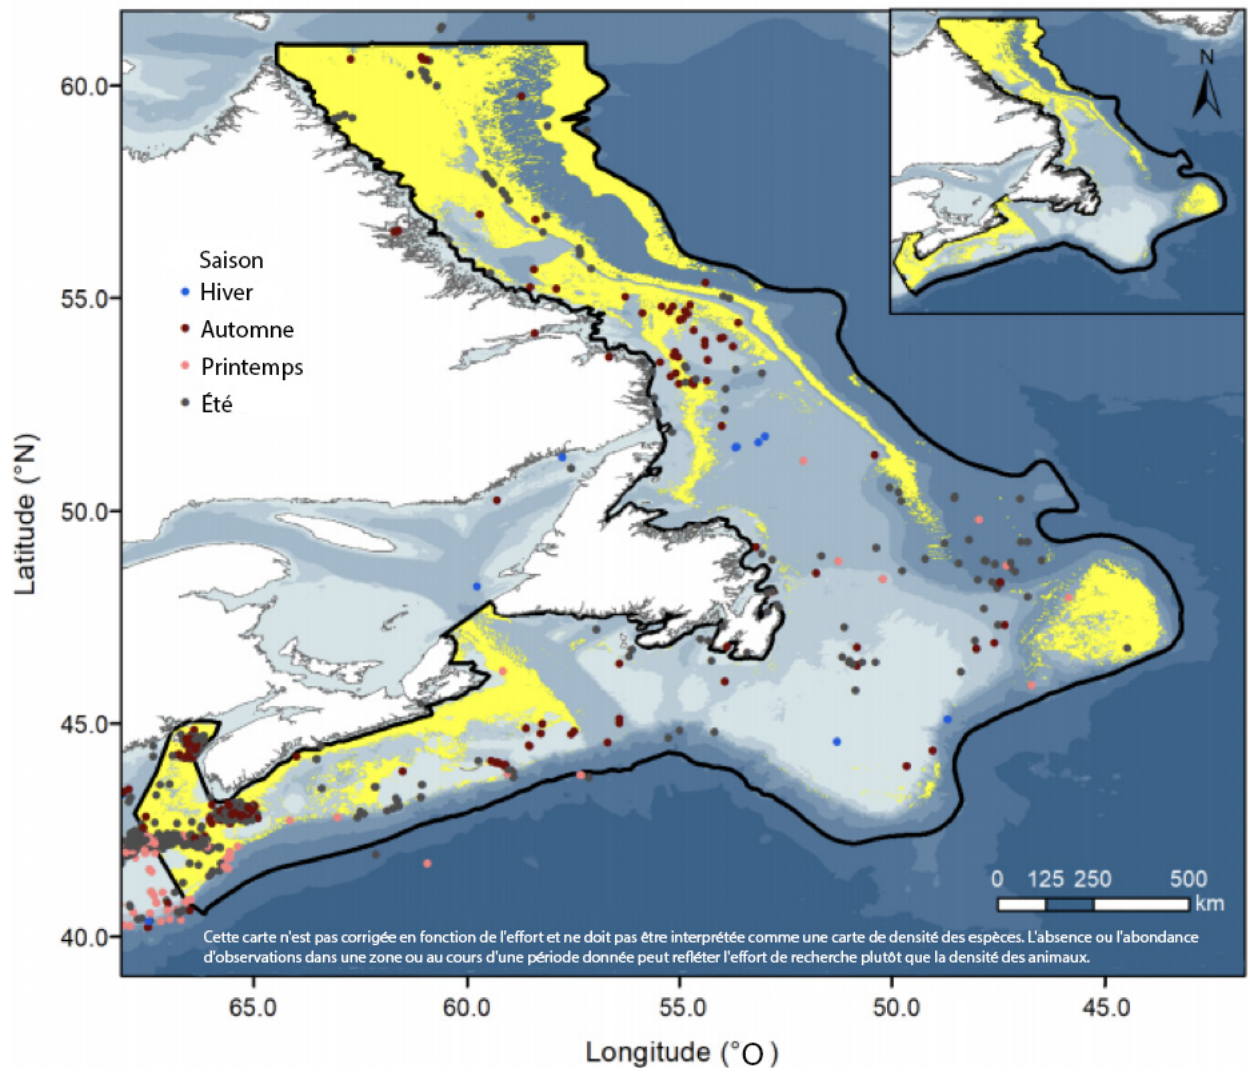 N
60.0
55.0
50.0
45.0
40.0
Latitude (°N)
Saison
Hiver
Automne
Printemps
Été
0 125 250 500
km
Cette carte n'est pas corrigée en fonction de l'effort et ne doit pas être interprétée comme une carte de densité des espèces. L'absence ou l'abondance
d'observations dans une zone ou au cours d'une période donnée peut refléter l'effort de recherche plutôt que la densité des animaux.
65.0 60.0 55.0 50.0 45.0
Longitude (°O)